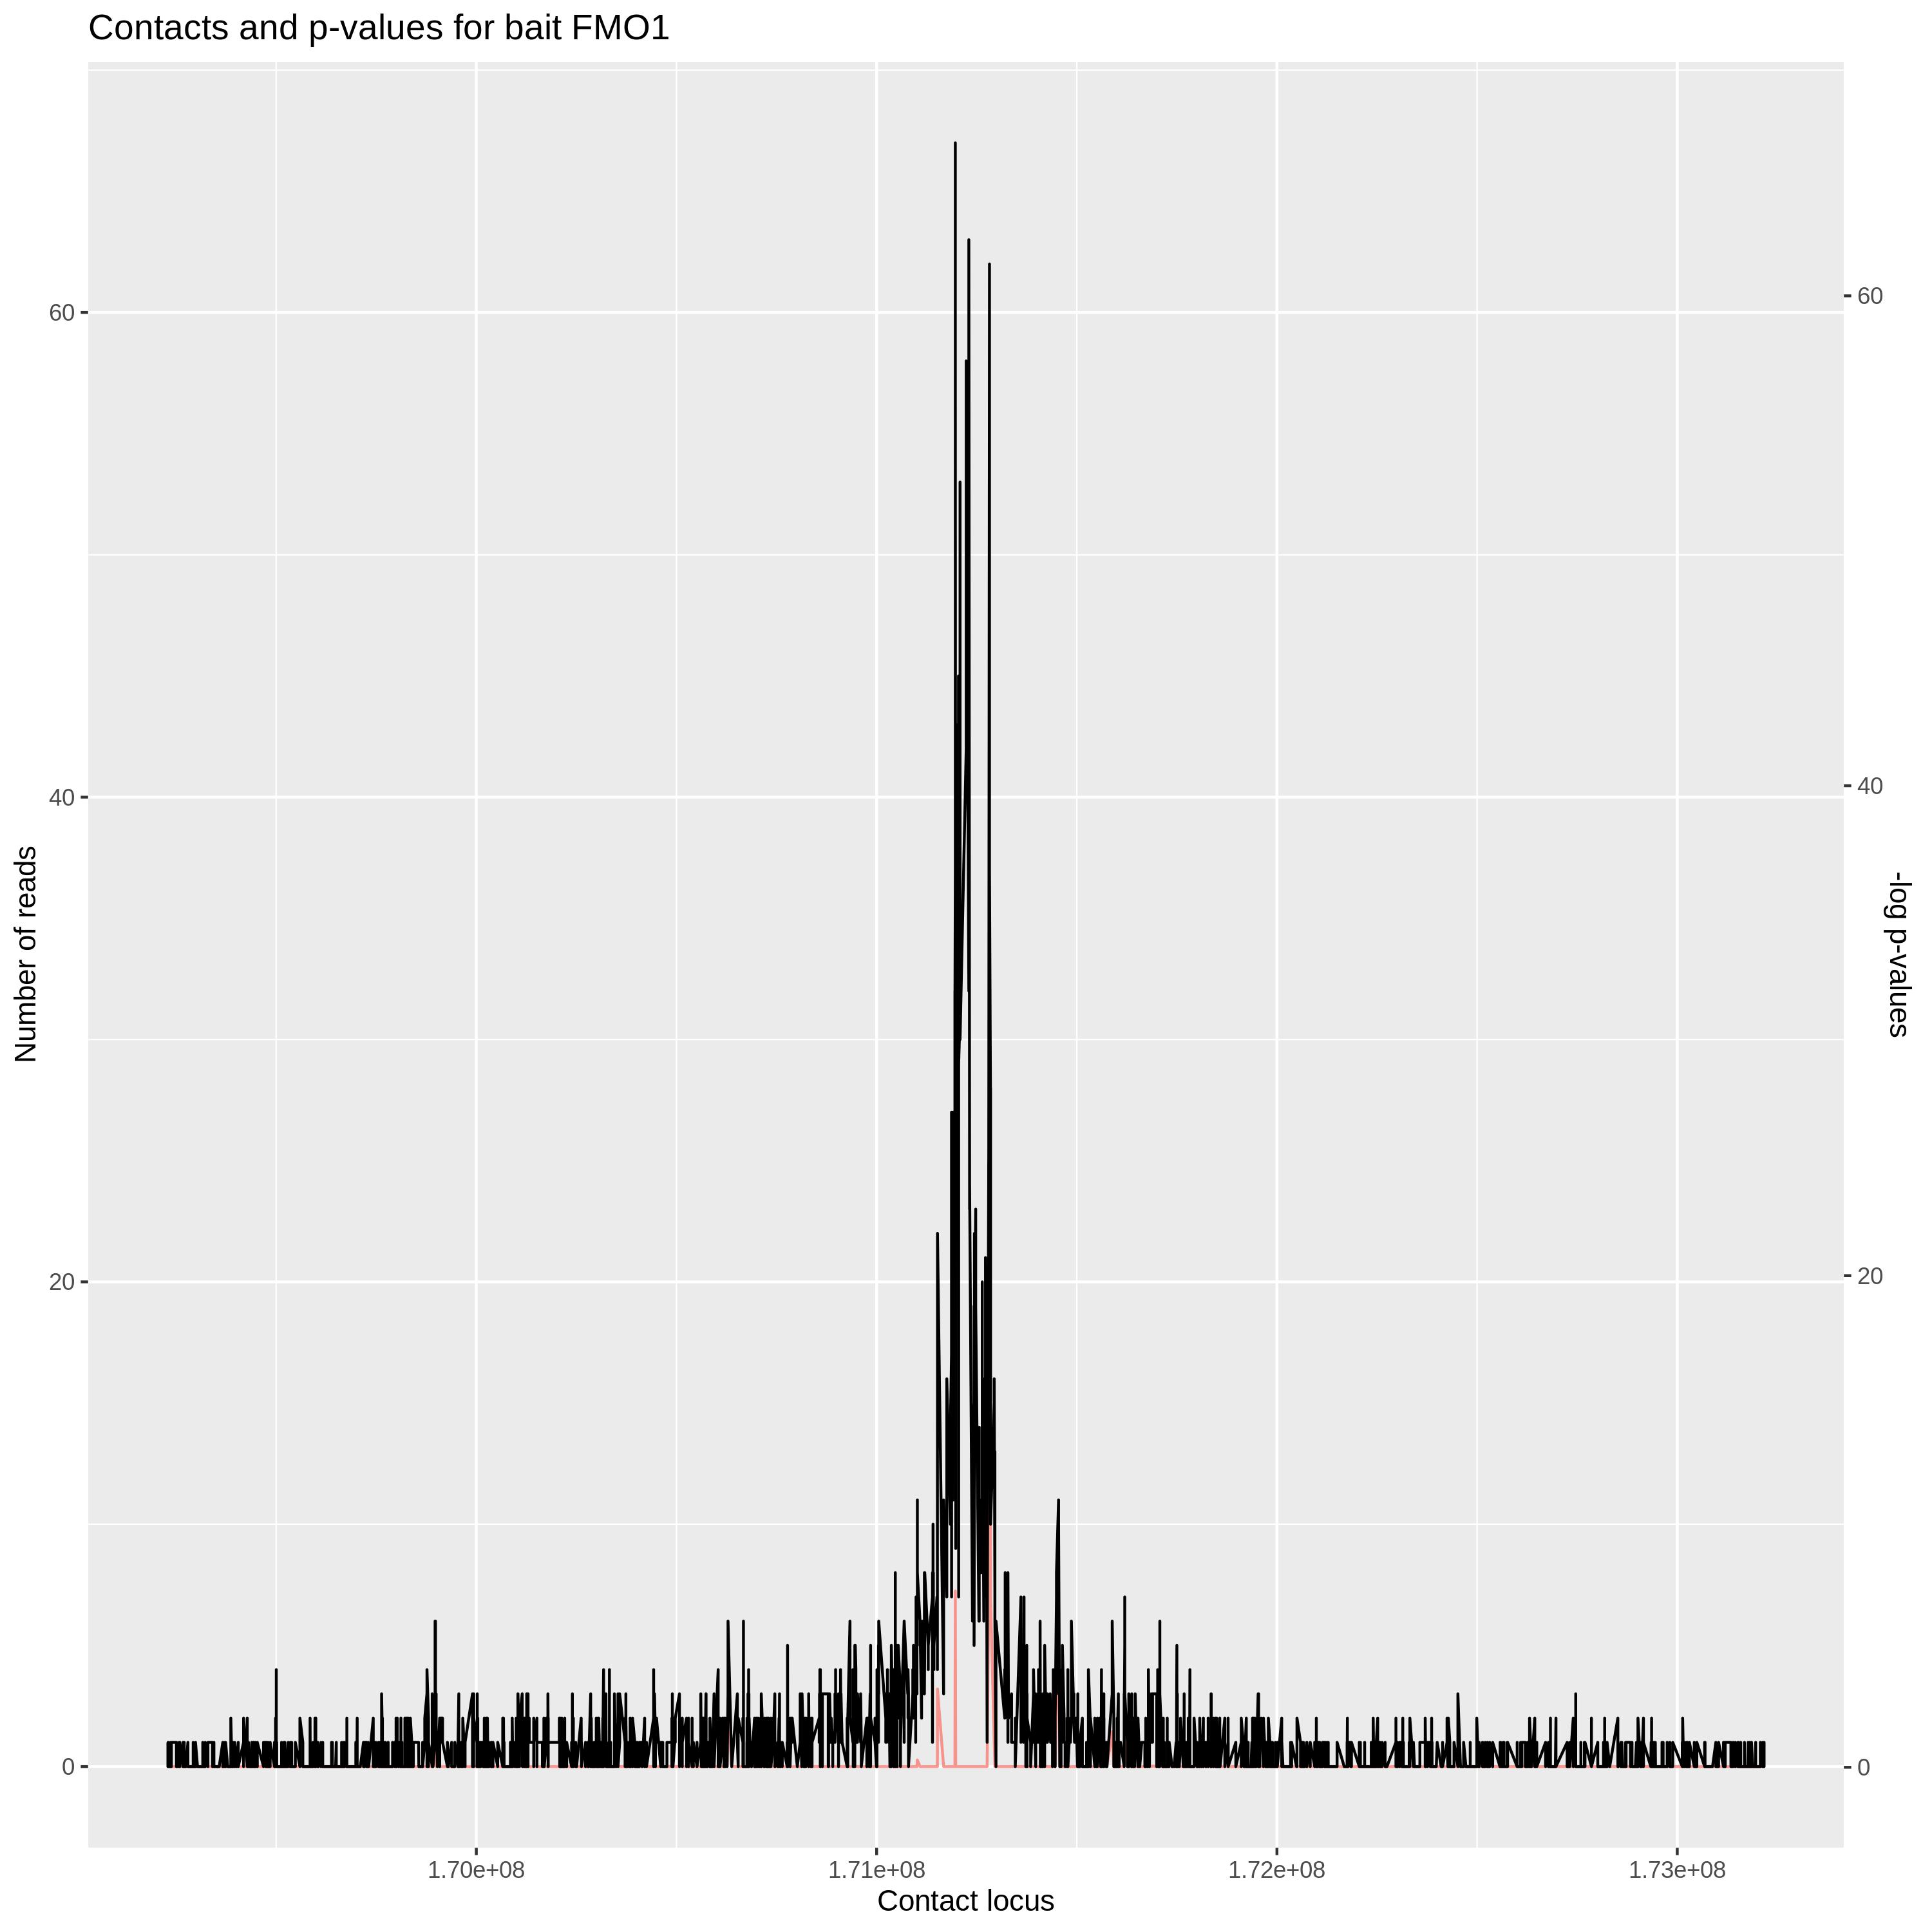 Contacts and p-values for bait FMO1
Number of reads
60
40
20
0
60
40
20
0
-log p-values
1.70e+08 1.71e+08 1.72e+08 1.73e+08
Contact locus